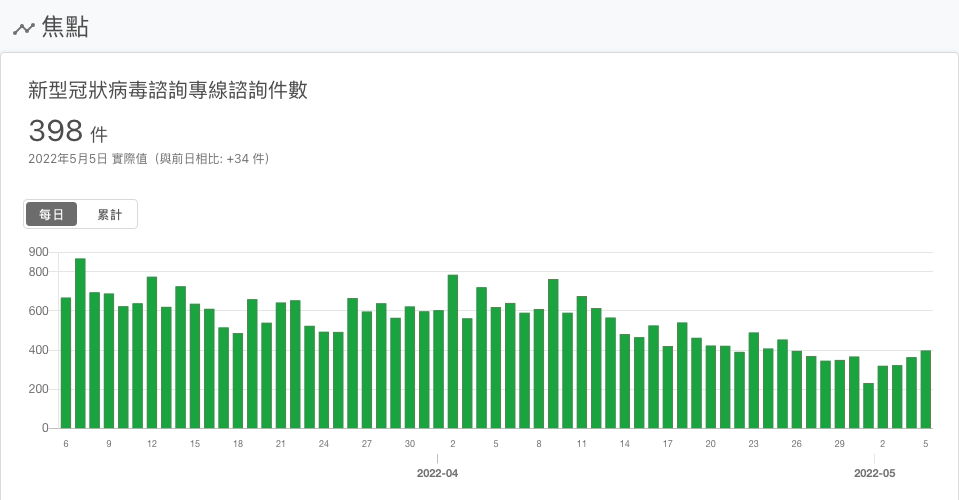 焦點
新型冠狀病毒諮詢專線諮詢件數
398 件
2022年5月5日 實際值（與前日相比: +34 件）
每日 累計
900
800
600
400
200
0
6 9 12 15 18 21 24 27 30 2 5 8 11 14 17 20 23 26 29 2 5
2022-04 2022-05